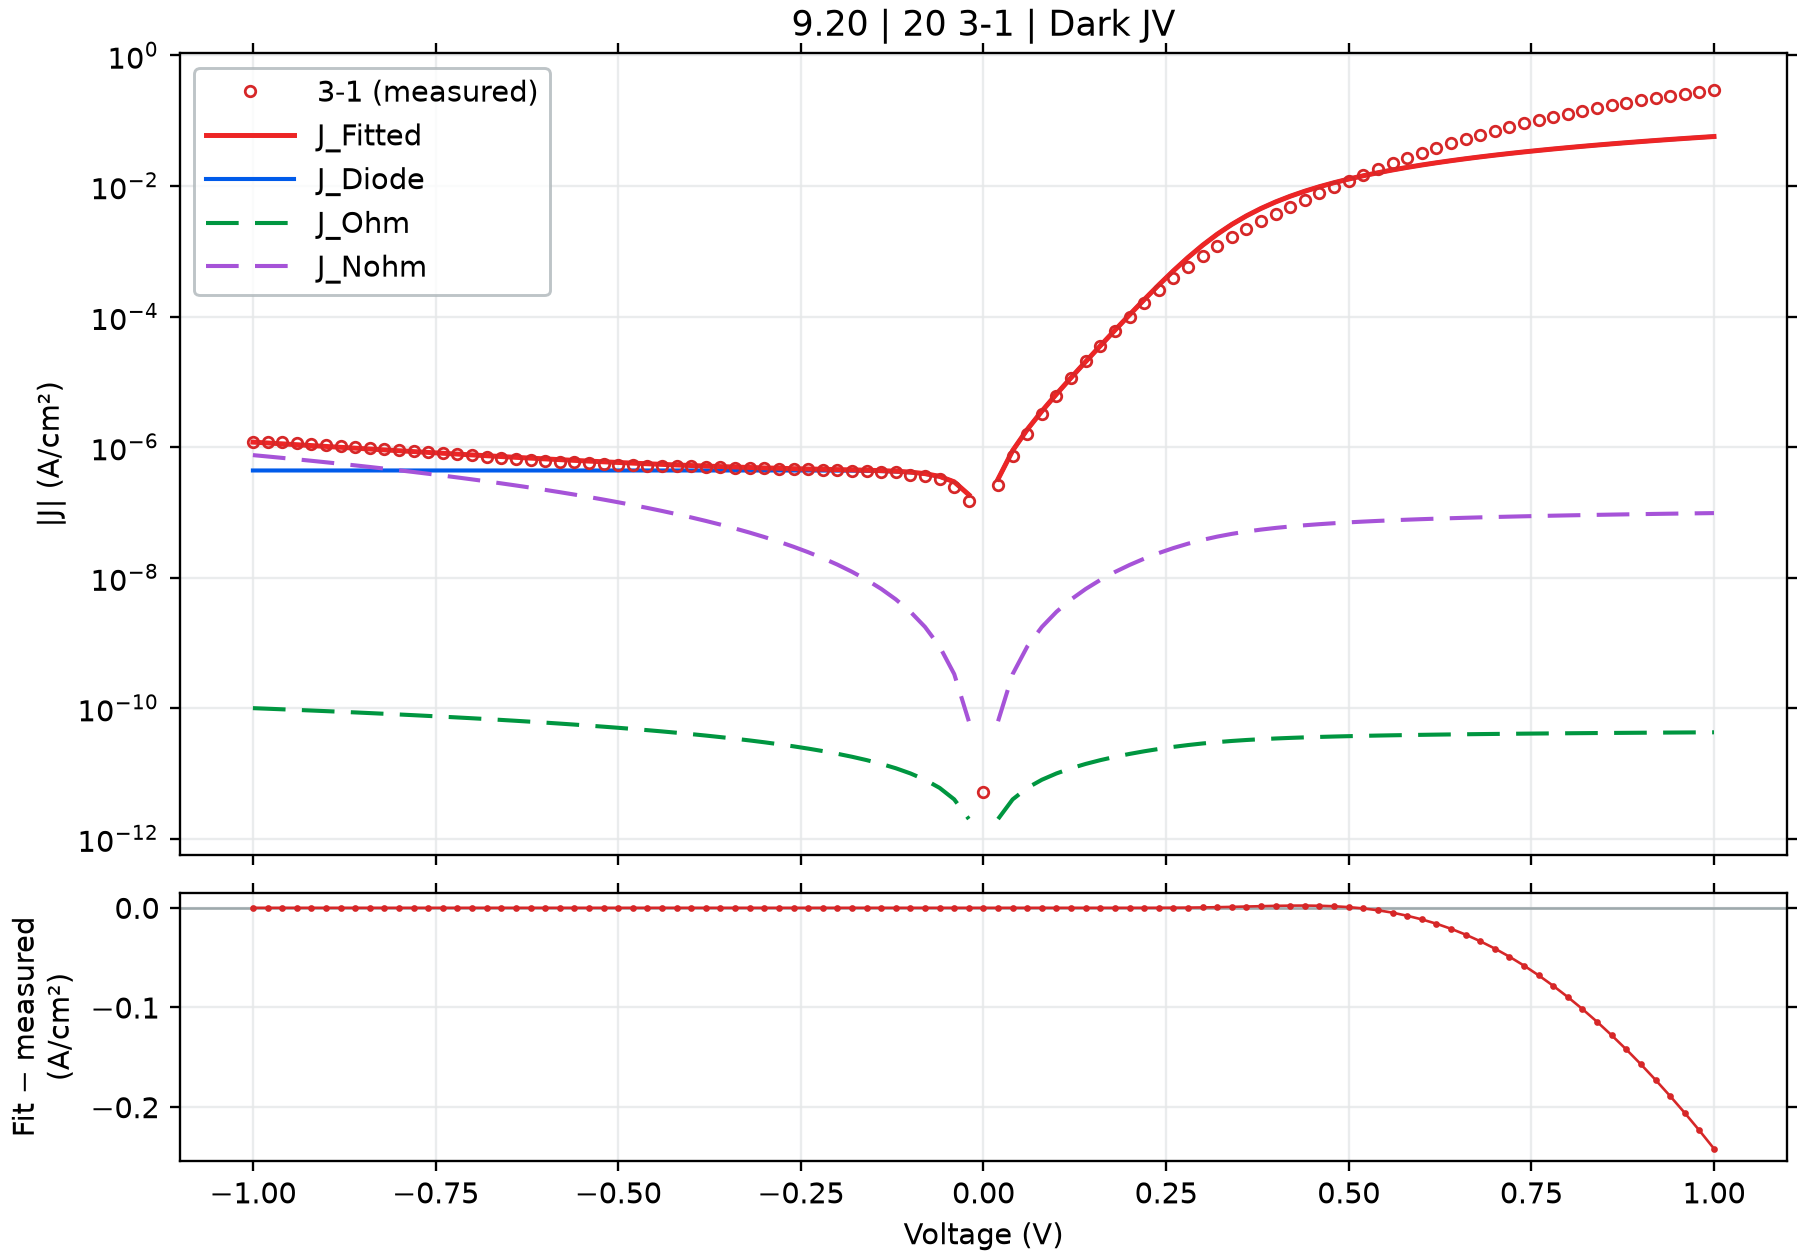 9.20 | 20 3-1 | Dark JV
3-1 (measured)
J_Fitted
J_Diode
J_Ohm
J_Nohm
|J| (A/cm²)
10⁰
10⁻²
10⁻⁴
10⁻⁶
10⁻⁸
10⁻¹⁰
10⁻¹²
Fit − measured
(A/cm²)
0.0
−0.1
−0.2
−1.00 −0.75 −0.50 −0.25 0.00 0.25 0.50 0.75 1.00
Voltage (V)